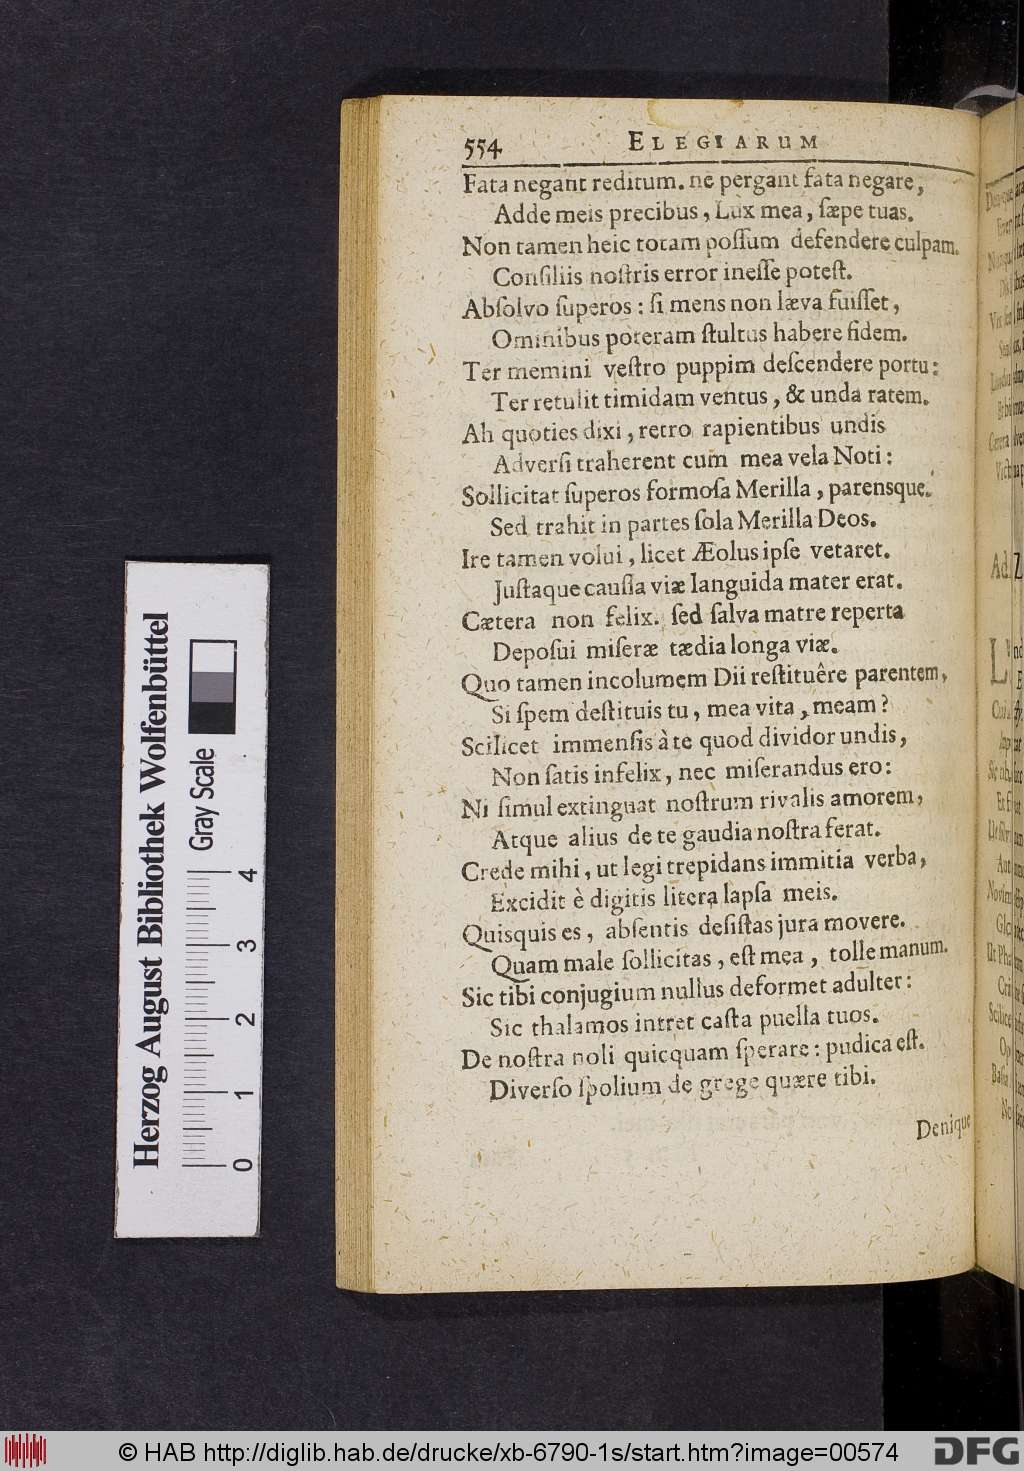 554 ELEGIARUM
Fata negant reditum. ne pergant fata negare,
Adde meis precibus, Lux mea, ſæpe tuas.
Non tamen heic totam poſſum defendere culpam.
Conſiliis noſtris error ineſſe poteſt.
Abſolvo ſuperos: ſi mens non læva fuiſſet,
Ominibus poteram ſtultus habere fidem.
Ter memini veſtro puppim deſcendere portu:
Ter retulit timidam ventus, & unda ratem.
Ah quoties dixi, retro rapientibus undis
Adverſi traherent cum mea vela Noti:
Sollicitat ſuperos formoſa Merilla, parensque.
Sed trahit in partes ſola Merilla Deos.
Ire tamen volui, licet Æolus ipſe vetaret.
Juſtaque cauſſa viæ languida mater erat.
Cætera non felix. ſed ſalva matre reperta
Depoſui miſeræ tædia longa viæ.
Quo tamen incolumem Dii reſtituêre parentem,
Si ſpem deſtituis tu, mea vita, meam?
Scilicet immenſis à te quod dividor undis,
Non ſatis infelix, nec miſerandus ero:
Ni ſimul extinguat noſtrum rivalis amorem,
Atque alius de te gaudia noſtra ferat.
Crede mihi, ut legi trepidans immitia verba,
Excidit è digitis litera lapſa meis.
Quisquis es, abſentis deſiſtas jura movere.
Quam male ſollicitas, eſt mea, tolle manum.
Sic tibi conjugium nullus deformet adulter:
Sic thalamos intret caſta puella tuos.
De noſtra noli quicquam ſperare: pudica eſt.
Diverſo ſpolium de grege quære tibi.
Denique
Herzog August Bibliothek Wolfenbüttel
Gray Scale
0 1 2 3 4
© HAB http://diglib.hab.de/drucke/xb-6790-1s/start.htm?image=00574
DFG